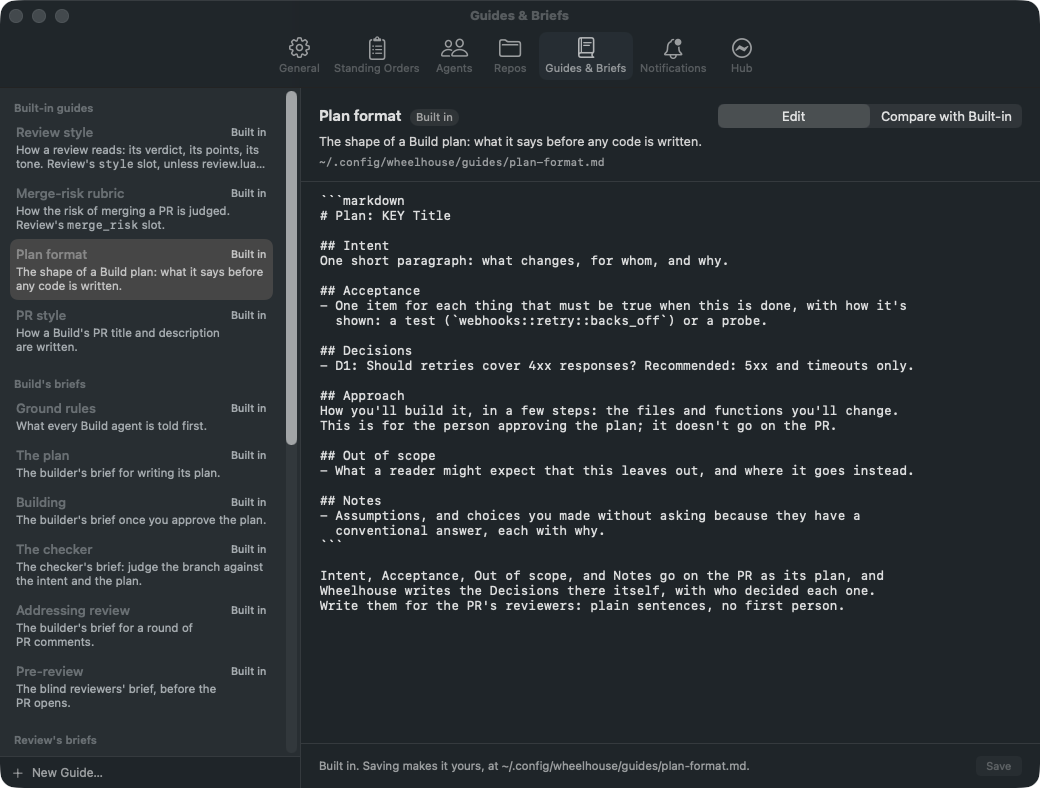 Guides & Briefs
General
Standing Orders
Agents
Repos
Guides & Briefs
Notifications
Hub
Built-in guides
Review style Built in
How a review reads: its verdict, its points, its
tone. Review's style slot, unless review.lua...
Merge-risk rubric Built in
How the risk of merging a PR is judged.
Review's merge_risk slot.
Plan format Built in
The shape of a Build plan: what it says before
any code is written.
PR style Built in
How a Build's PR title and description
are written.
Build's briefs
Ground rules Built in
What every Build agent is told first.
The plan Built in
The builder's brief for writing its plan.
Building Built in
The builder's brief once you approve the plan.
The checker Built in
The checker's brief: judge the branch against
the intent and the plan.
Addressing review Built in
The builder's brief for a round of
PR comments.
Pre-review Built in
The blind reviewers' brief, before the
PR opens.
Review's briefs
+ New Guide...
Plan format Built in
Edit
Compare with Built-in
The shape of a Build plan: what it says before any code is written.
~/.config/wheelhouse/guides/plan-format.md
```markdown
# Plan: KEY Title
## Intent
One short paragraph: what changes, for whom, and why.
## Acceptance
- One item for each thing that must be true when this is done, with how it's
shown: a test (`webhooks::retry::backs_off`) or a probe.
## Decisions
- D1: Should retries cover 4xx responses? Recommended: 5xx and timeouts only.
## Approach
How you'll build it, in a few steps: the files and functions you'll change.
This is for the person approving the plan; it doesn't go on the PR.
## Out of scope
- What a reader might expect that this leaves out, and where it goes instead.
## Notes
- Assumptions, and choices you made without asking because they have a
conventional answer, each with why.
```
Intent, Acceptance, Out of scope, and Notes go on the PR as its plan, and
Wheelhouse writes the Decisions there itself, with who decided each one.
Write them for the PR's reviewers: plain sentences, no first person.
Built in. Saving makes it yours, at ~/.config/wheelhouse/guides/plan-format.md.
Save